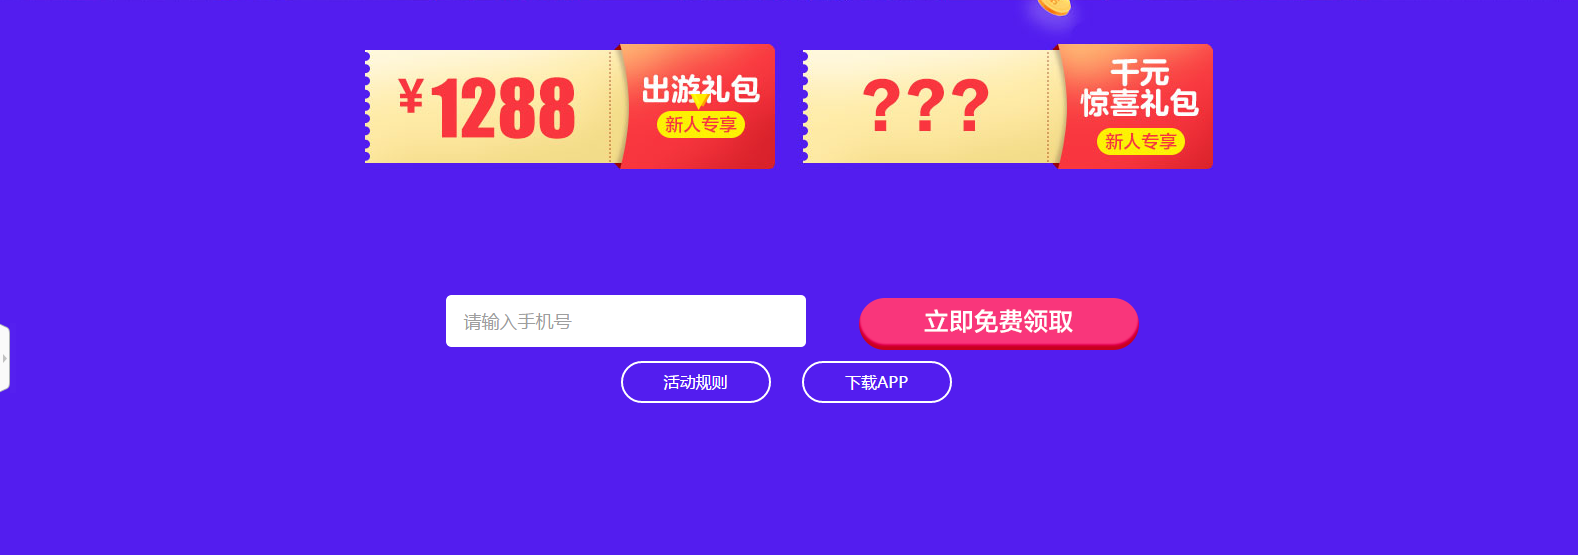 ¥1288
出游礼包
新人专享
???
千元
惊喜礼包
新人专享
请输入手机号
立即免费领取
活动规则
下载APP